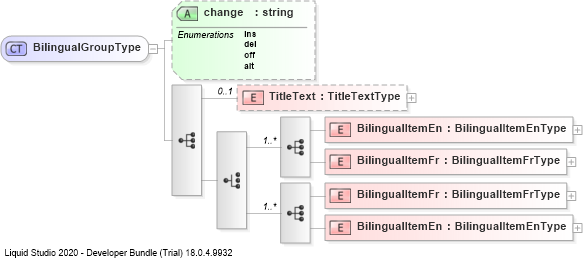 A change : string
Enumerations ins
del
off
alt
CT BilingualGroupType
0..1 E TitleText : TitleTextType
1..* E BilingualItemEn : BilingualItemEnType
E BilingualItemFr : BilingualItemFrType
1..* E BilingualItemFr : BilingualItemFrType
E BilingualItemEn : BilingualItemEnType
Liquid Studio 2020 - Developer Bundle (Trial) 18.0.4.9932